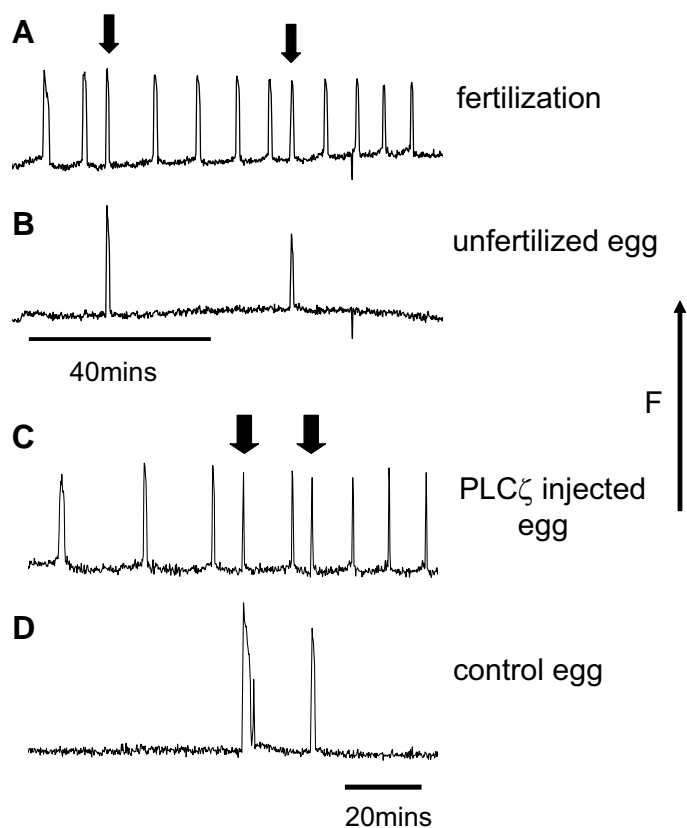 A
fertilization
B
unfertilized egg
40mins
F
C
PLCζ injected
egg
D
control egg
20mins